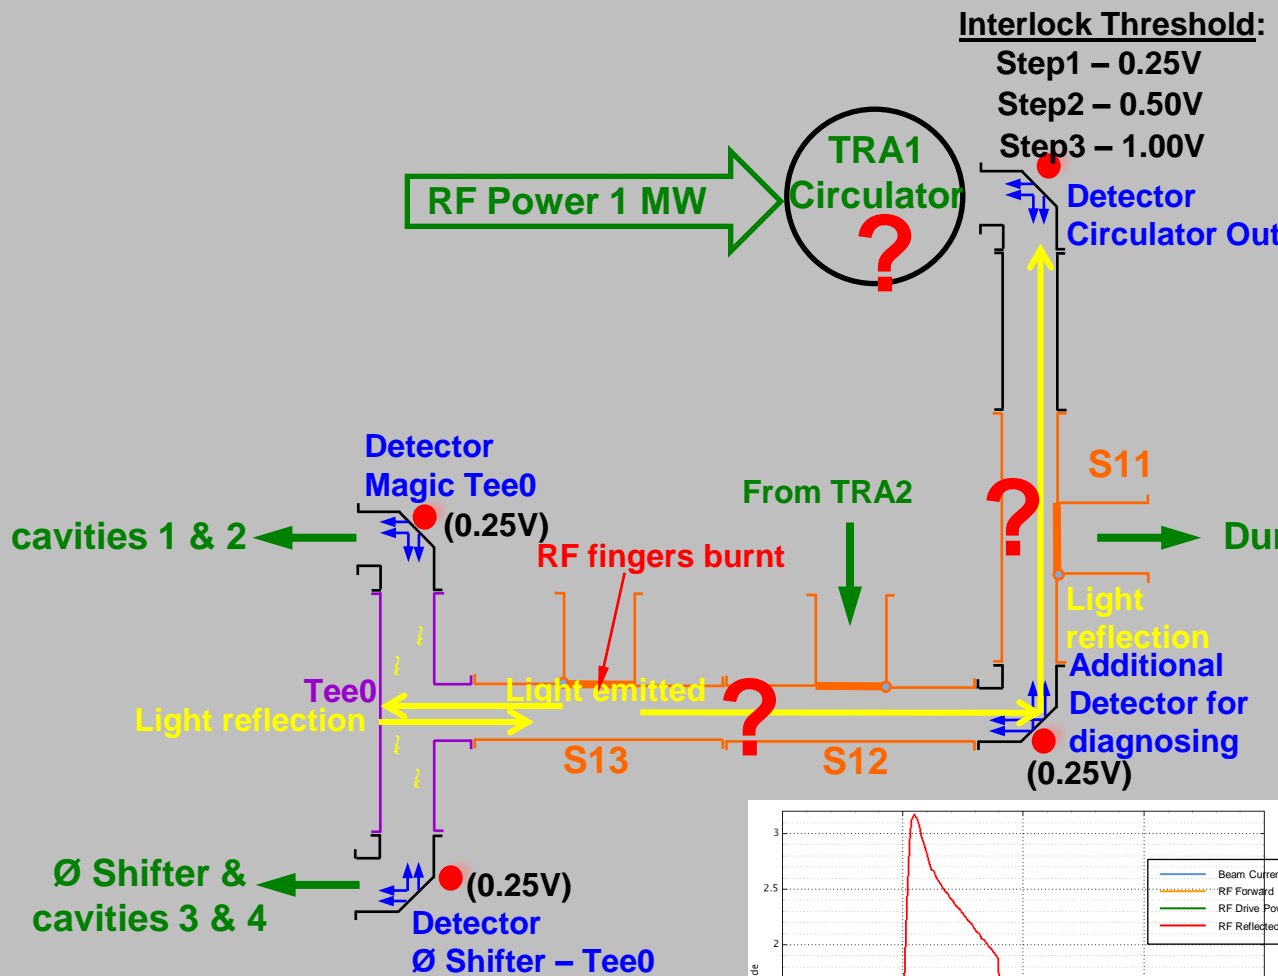 Interlock Threshold:
Step1 – 0.25V
Step2 – 0.50V
Step3 – 1.00V
TRA1
Circulator
?
RF Power 1 MW
Detector
Circulator Out
Detector
Magic Tee0
(0.25V)
cavities 1 & 2
RF fingers burnt
From TRA2
?
S11
Light
reflection
Additional
Detector for
diagnosing
(0.25V)
Tee0
Light emitted
Light reflection
?
S13
S12
Ø Shifter &
cavities 3 & 4
(0.25V)
Detector
Ø Shifter – Tee0
3
2.5
2
RF Forward
RF Reflected